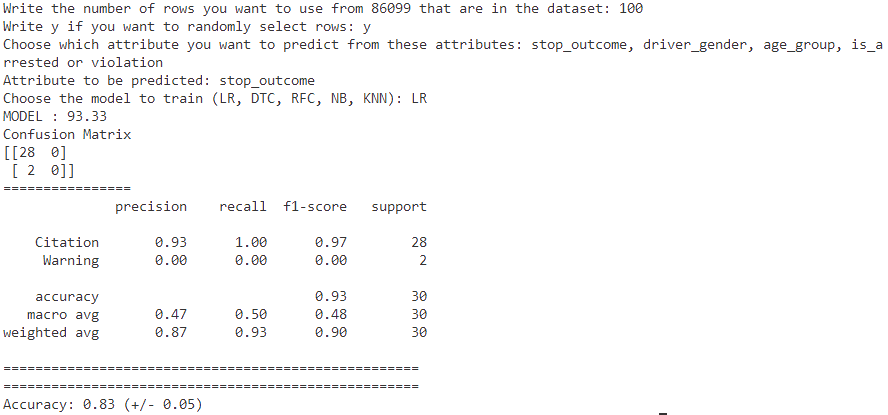 Write the number of rows you want to use from 86099 that are in the dataset: 100
Write y if you want to randomly select rows: y
Choose which attribute you want to predict from these attributes: stop_outcome, driver_gender, age_group, is_a
rrested or violation
Attribute to be predicted: stop_outcome
Choose the model to train (LR, DTC, RFC, NB, KNN): LR
MODEL : 93.33
Confusion Matrix
[[28  0]
 [ 2  0]]
================
              precision    recall  f1-score   support

    Citation       0.93      1.00      0.97        28
     Warning       0.00      0.00      0.00         2

    accuracy                           0.93        30
   macro avg       0.47      0.50      0.48        30
weighted avg       0.87      0.93      0.90        30

====================================================
====================================================
Accuracy: 0.83 (+/- 0.05)